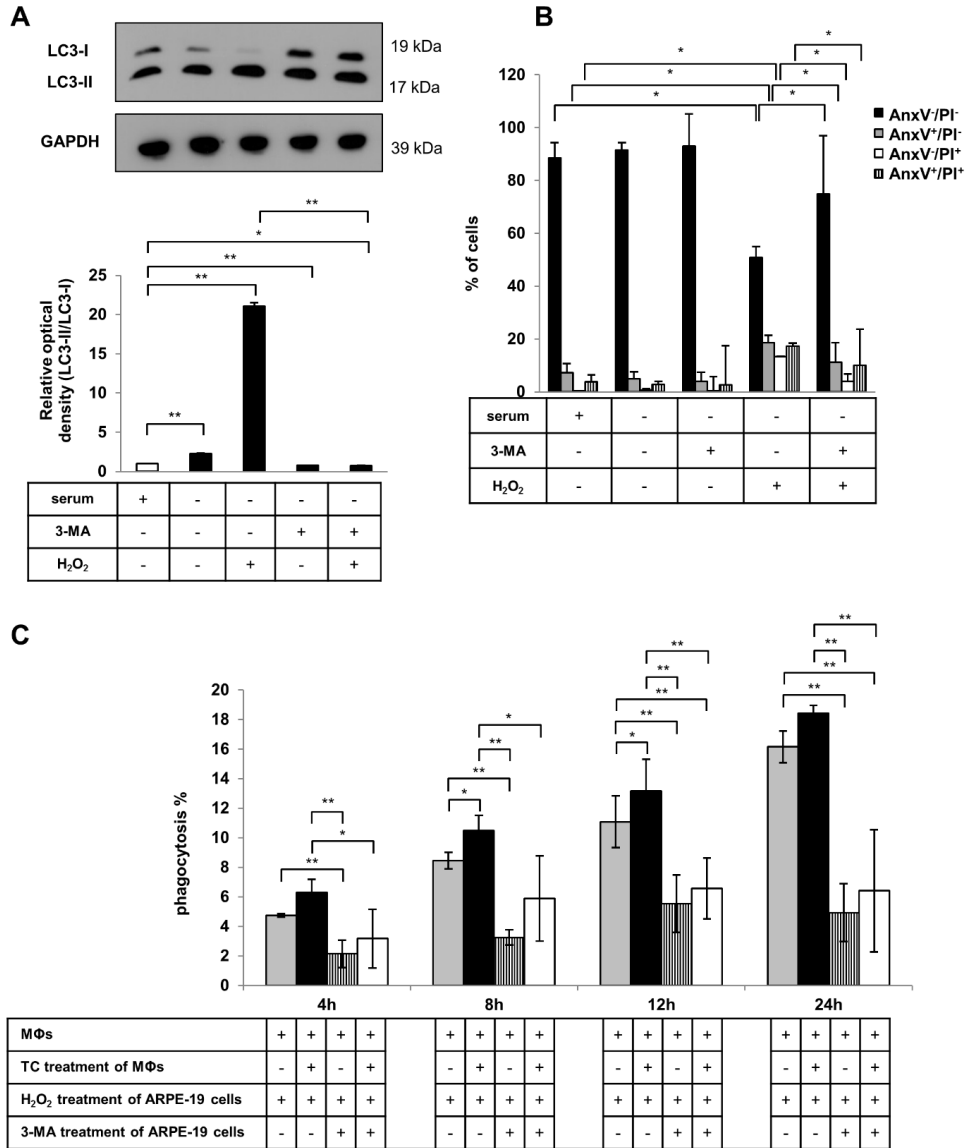 A
LC3-I
19 kDa
LC3-II
17 kDa
GAPDH
39 kDa
**
*
**
**
**
Relative optical
density (LC3-II/LC3-I)
25
20
15
10
5
0
serum + - - - -
3-MA - - - + +
H₂O₂ - - + - +
B
*
*
*
*
*
*
*
AnxV⁻/PI⁻
AnxV⁺/PI⁻
AnxV⁻/PI⁺
AnxV⁺/PI⁺
% of cells
120
100
80
60
40
20
0
serum + - - - -
3-MA - - + - +
H₂O₂ - - - + +
C
phagocytosis %
20
18
16
14
12
10
8
6
4
2
0
**
*
**
*
**
**
*
**
**
**
**
*
**
**
**
**
4h 8h 12h 24h
MΦs + + + + + + + + + + + + + + + +
TC treatment of MΦs - + - + - + - + - + - + - + - +
H₂O₂ treatment of ARPE-19 cells + + + + + + + + + + + + + + + +
3-MA treatment of ARPE-19 cells - - + + - - + + - - + + - - + +